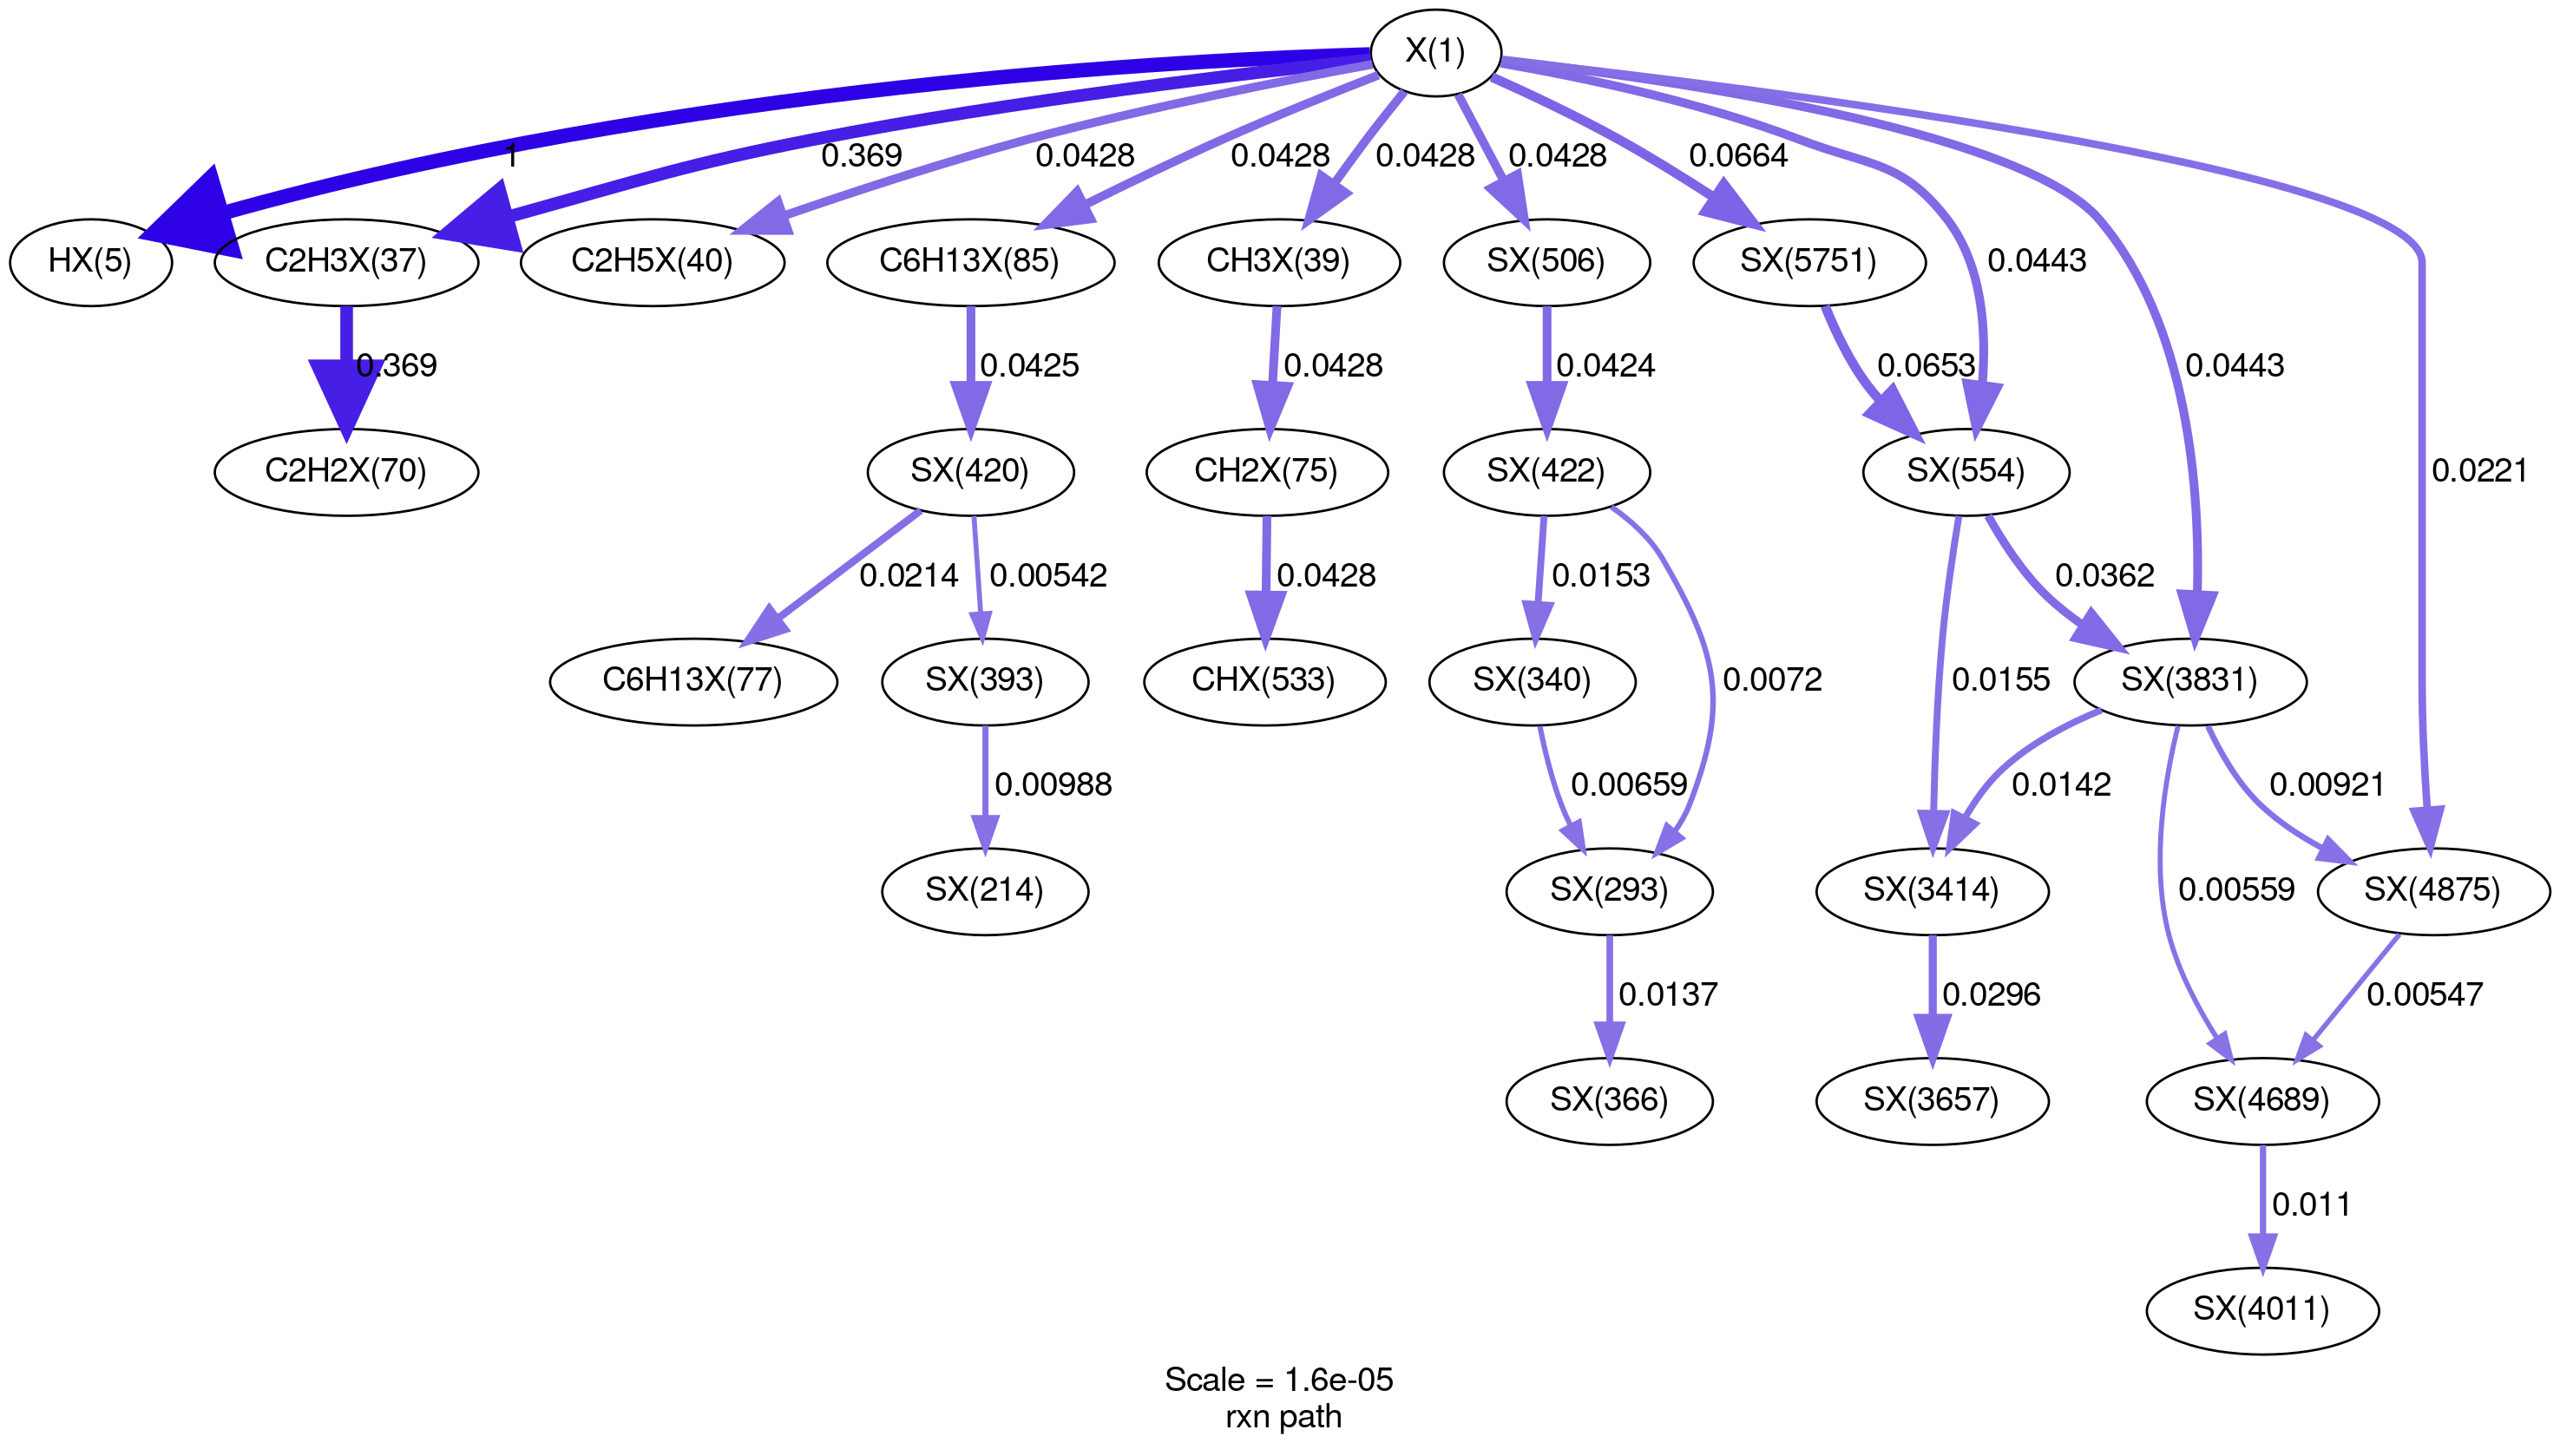 X(1)
1
0.369
0.0428
0.0428
0.0428
0.0428
0.0664
HX(5)
C2H3X(37)
C2H5X(40)
C6H13X(85)
CH3X(39)
SX(506)
SX(5751)
0.0443
0.369
0.0425
0.0428
0.0424
0.0653
0.0443
C2H2X(70)
SX(420)
CH2X(75)
SX(422)
SX(554)
0.0221
0.0214
0.00542
0.0428
0.0153
0.0362
C6H13X(77)
SX(393)
CHX(533)
SX(340)
0.0072
0.0155
SX(3831)
0.00988
0.00659
0.0142
0.00921
SX(214)
SX(293)
SX(3414)
0.00559
SX(4875)
0.0137
0.0296
0.00547
SX(366)
SX(3657)
SX(4689)
0.011
SX(4011)
Scale = 1.6e-05
rxn path